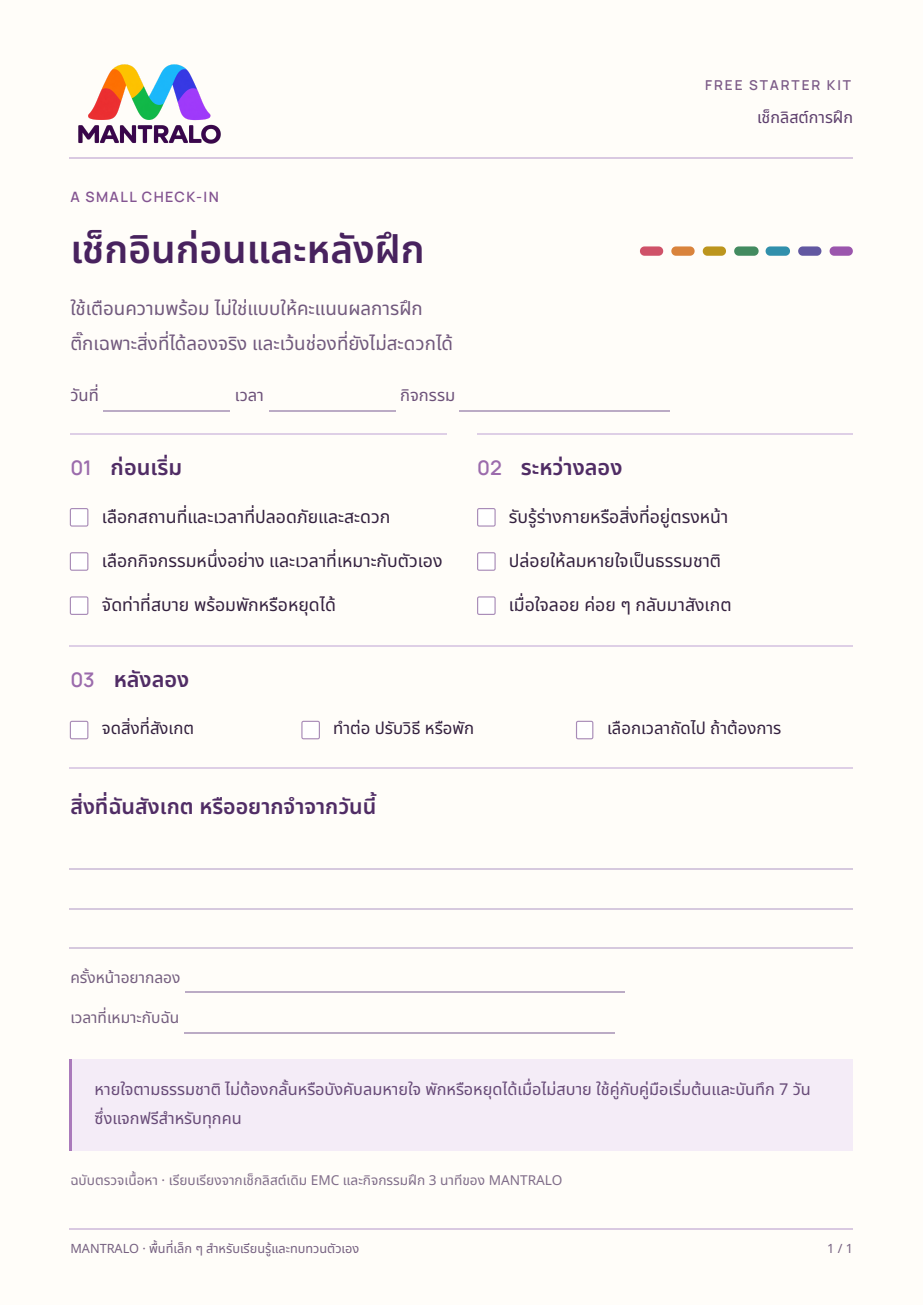 MANTRALO
FREE STARTER KIT
เช็กลิสต์การฝึก
A SMALL CHECK-IN
เช็กอินก่อนและหลังฝึก
ใช้เตือนความพร้อม ไม่ใช่แบบให้คะแนนผลการฝึก
ติ๊กเฉพาะสิ่งที่ได้ลองจริง และเว้นช่องที่ยังไม่สะดวกได้
วันที่ เวลา กิจกรรม
01 ก่อนเริ่ม
เลือกสถานที่และเวลาที่ปลอดภัยและสะดวก
เลือกกิจกรรมหนึ่งอย่าง และเวลาที่เหมาะกับตัวเอง
จัดท่าที่สบาย พร้อมพักหรือหยุดได้
02 ระหว่างลอง
รับรู้ร่างกายหรือสิ่งที่อยู่ตรงหน้า
ปล่อยให้ลมหายใจเป็นธรรมชาติ
เมื่อใจลอย ค่อย ๆ กลับมาสังเกต
03 หลังลอง
จดสิ่งที่สังเกต ทำต่อ ปรับวิธี หรือพัก เลือกเวลาถัดไป ถ้าต้องการ
สิ่งที่ฉันสังเกต หรืออยากจำจากวันนี้
ครั้งหน้าอยากลอง
เวลาที่เหมาะกับฉัน
หายใจตามธรรมชาติ ไม่ต้องกลั้นหรือบังคับลมหายใจ พักหรือหยุดได้เมื่อไม่สบาย ใช้คู่กับคู่มือเริ่มต้นและบันทึก 7 วัน
ซึ่งแจกฟรีสำหรับทุกคน
ฉบับตรวจเนื้อหา · เรียบเรียงจากเช็กลิสต์เดิม EMC และกิจกรรมฝึก 3 นาทีของ MANTRALO
MANTRALO · พื้นที่เล็ก ๆ สำหรับเรียนรู้และทบทวนตัวเอง
1 / 1